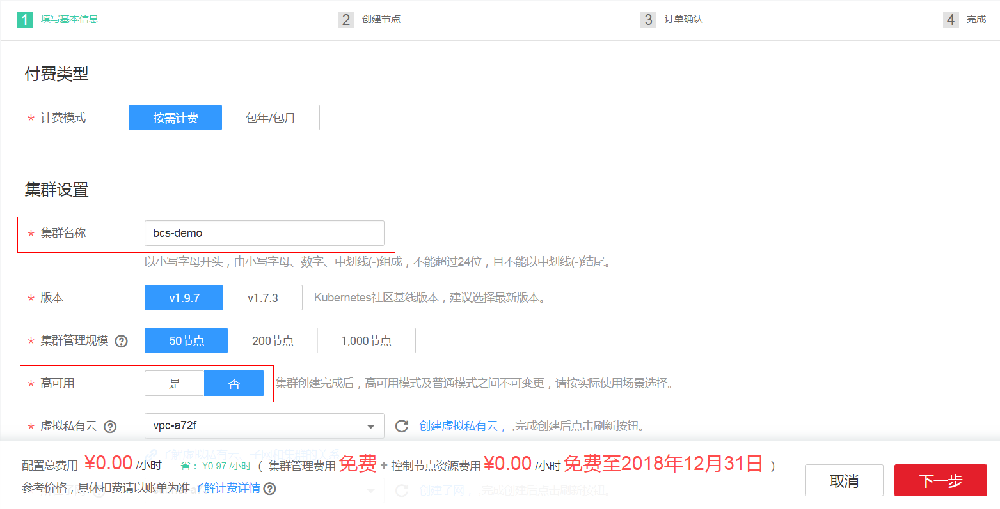 1 填写基本信息 2 创建节点 3 订单确认 4 完成
付费类型
* 计费模式 按需计费 包年/包月
集群设置
* 集群名称 bcs-demo
以小写字母开头，由小写字母、数字、中划线(-)组成，不能超过24位，且不能以中划线(-)结尾。
* 版本 v1.9.7 v1.7.3 Kubernetes社区基线版本，建议选择最新版本。
* 集群管理规模 ? 50节点 200节点 1,000节点
* 高可用 是 否 集群创建完成后，高可用模式及普通模式之间不可变更，请按实际使用场景选择。
* 虚拟私有云 ? vpc-a72f 创建虚拟私有云， ,完成创建后点击刷新按钮。
了解虚拟私有云、子网和集群的关系
配置总费用 ¥0.00 /小时 省：¥0.97 /小时 （ 集群管理费用 免费 + 控制节点资源费用 ¥0.00 /小时 免费至2018年12月31日 ）
参考价格，具体扣费请以账单为准 了解计费详情 ?
创建子网， ,完成创建后点击刷新按钮。
取消 下一步